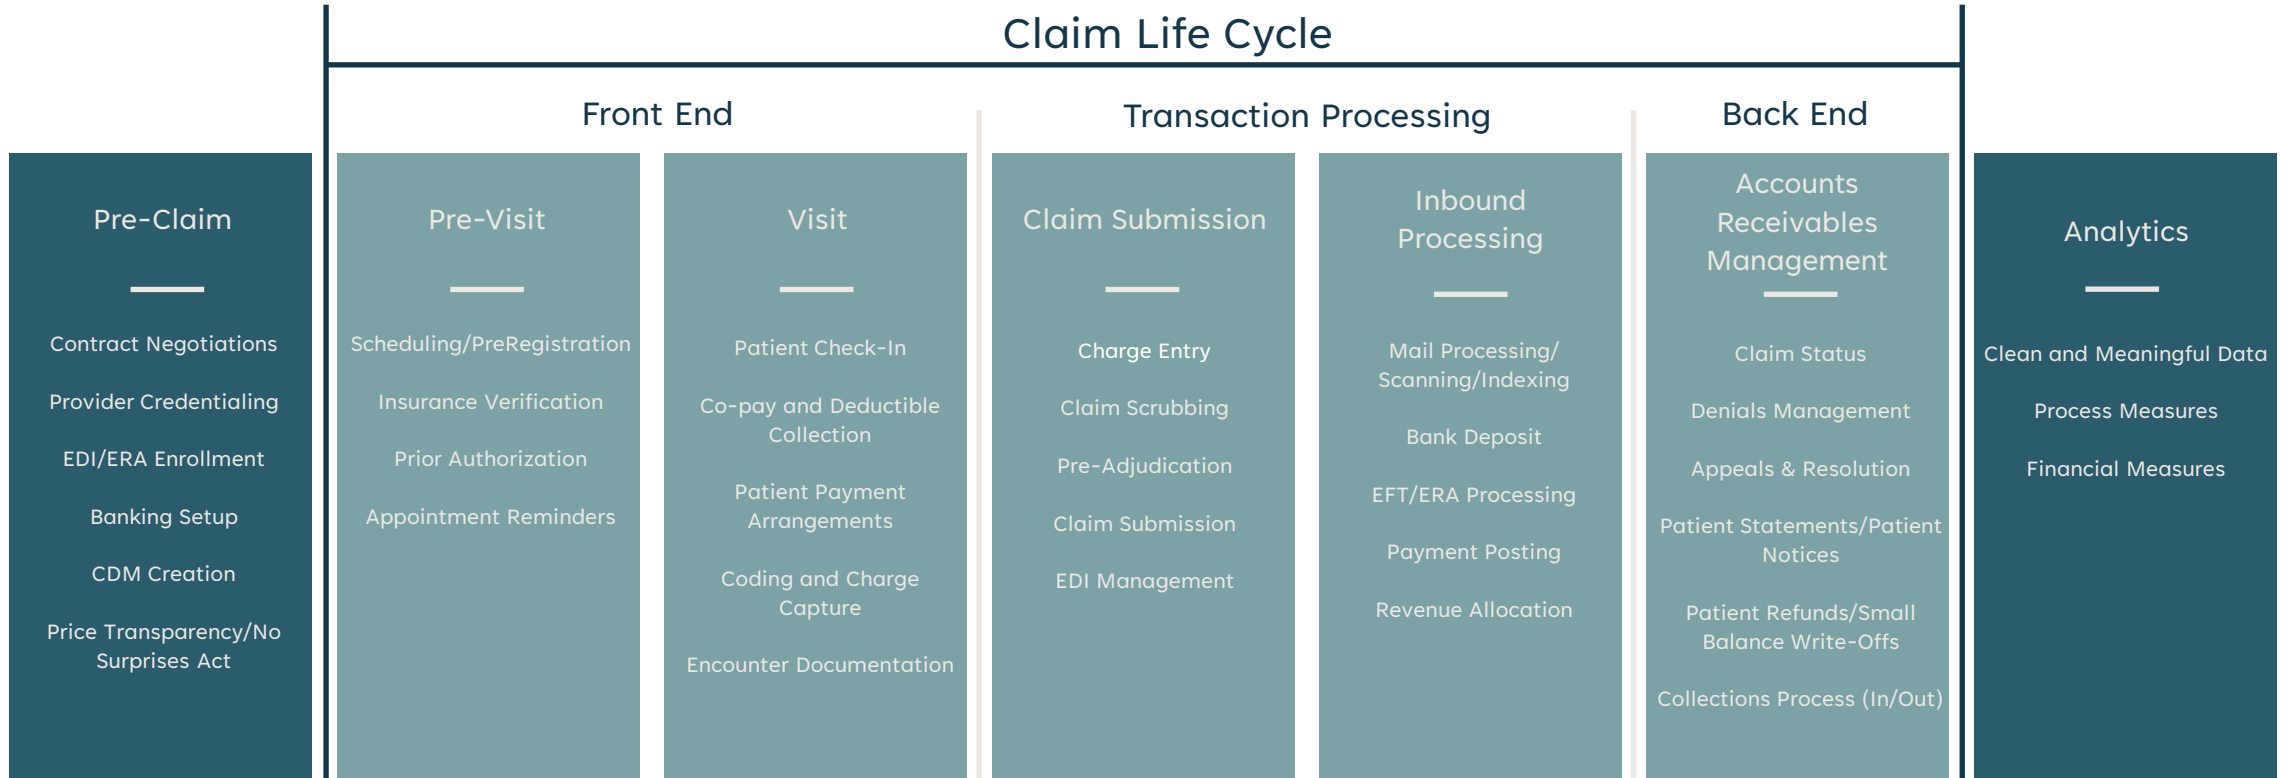 Claim Life Cycle
Front End
Transaction Processing
Back End
Pre-Claim
Contract Negotiations
Provider Credentialing
EDI/ERA Enrollment
Banking Setup
CDM Creation
Price Transparency/No
Surprises Act
Pre-Visit
Scheduling/PreRegistration
Insurance Verification
Prior Authorization
Appointment Reminders
Visit
Patient Check-In
Co-pay and Deductible
Collection
Patient Payment
Arrangements
Coding and Charge
Capture
Encounter Documentation
Claim Submission
Charge Entry
Claim Scrubbing
Pre-Adjudication
Claim Submission
EDI Management
Inbound
Processing
Mail Processing/
Scanning/Indexing
Bank Deposit
EFT/ERA Processing
Payment Posting
Revenue Allocation
Accounts
Receivables
Management
Claim Status
Denials Management
Appeals & Resolution
Patient Statements/Patient
Notices
Patient Refunds/Small
Balance Write-Offs
Collections Process (In/Out)
Analytics
Clean and Meaningful Data
Process Measures
Financial Measures